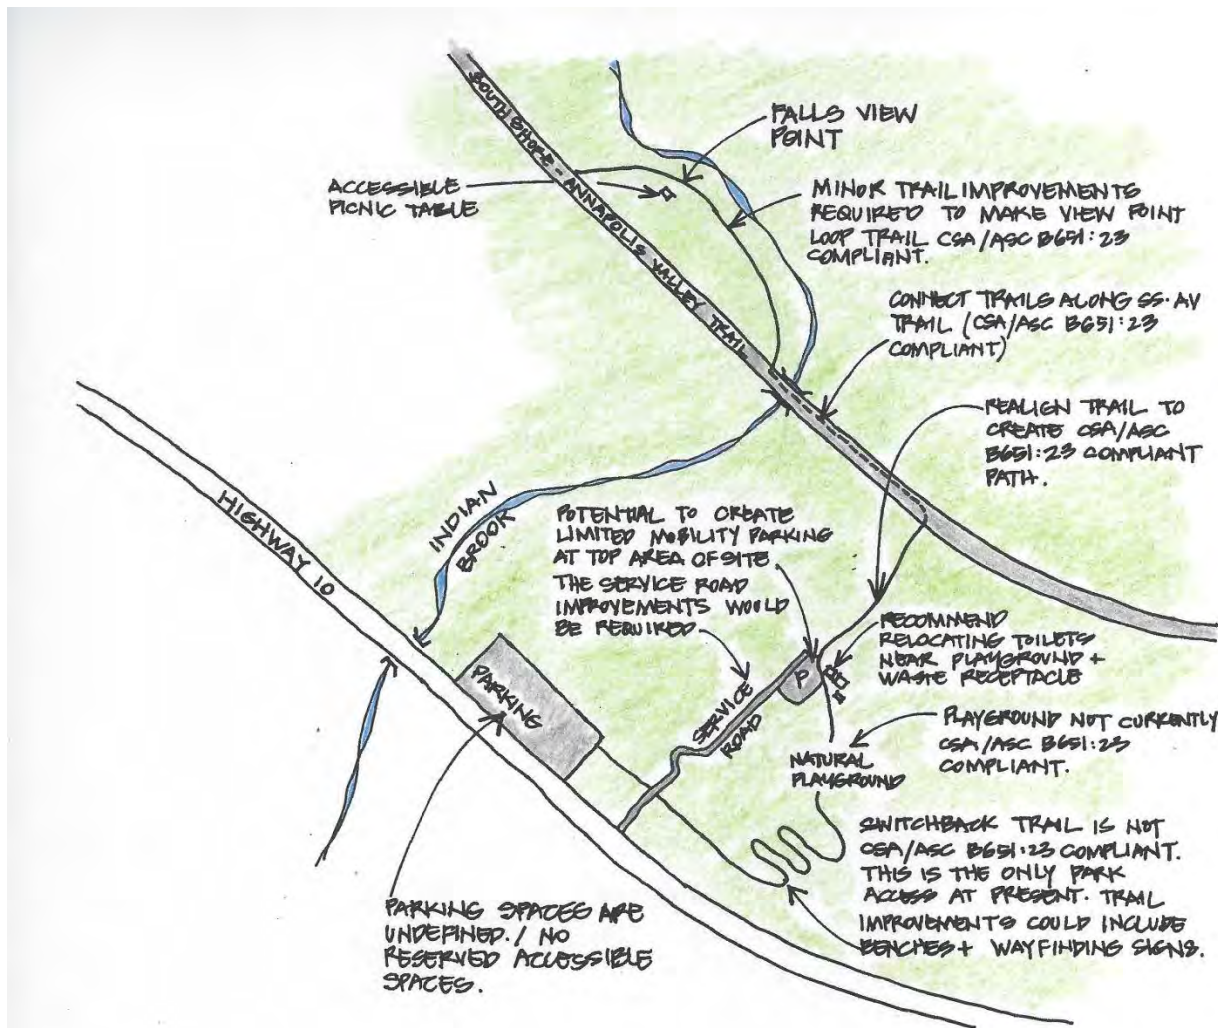 SOUTH SHORE - ANNAPOLIS VALLEY TRAIL
FALLS VIEW
POINT
ACCESSIBLE
PICNIC TABLE
MINOR TRAIL IMPROVEMENTS
REQUIRED TO MAKE VIEW POINT
LOOP TRAIL CSA/ASC B651:23
COMPLIANT.
CONNECT TRAILS ALONG SS-AV
TRAIL (CSA/ASC B651:23
COMPLIANT)
REALIGN TRAIL TO
CREATE CSA/ASC
B651:23 COMPLIANT
PATH.
HIGHWAY 10
INDIAN
BROOK
POTENTIAL TO CREATE
LIMITED MOBILITY PARKING
AT TOP AREA OF SITE
THE SERVICE ROAD
IMPROVEMENTS WOULD
BE REQUIRED
RECOMMEND
RELOCATING TOILETS
NEAR PLAYGROUND +
WASTE RECEPTACLE
PARKING
P
SERVICE
ROAD
NATURAL
PLAYGROUND
PLAYGROUND NOT CURRENTLY
CSA/ASC B651:23
COMPLIANT.
SWITCHBACK TRAIL IS NOT
CSA/ASC B651:23 COMPLIANT.
THIS IS THE ONLY PARK
ACCESS AT PRESENT. TRAIL
IMPROVEMENTS COULD INCLUDE
BENCHES + WAYFINDING SIGNS.
PARKING SPACES ARE
UNDEFINED. / NO
RESERVED ACCESSIBLE
SPACES.